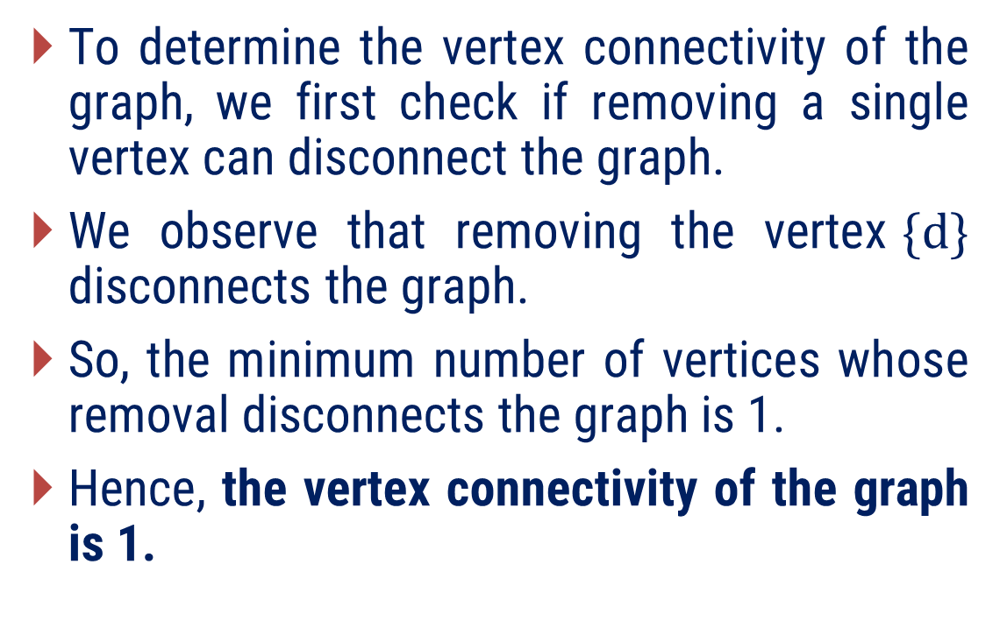 To determine the vertex connectivity of the
graph, we first check if removing a single
vertex can disconnect the graph.
We observe that removing the vertex {d}
disconnects the graph.
So, the minimum number of vertices whose
removal disconnects the graph is 1.
Hence, the vertex connectivity of the graph
is 1.